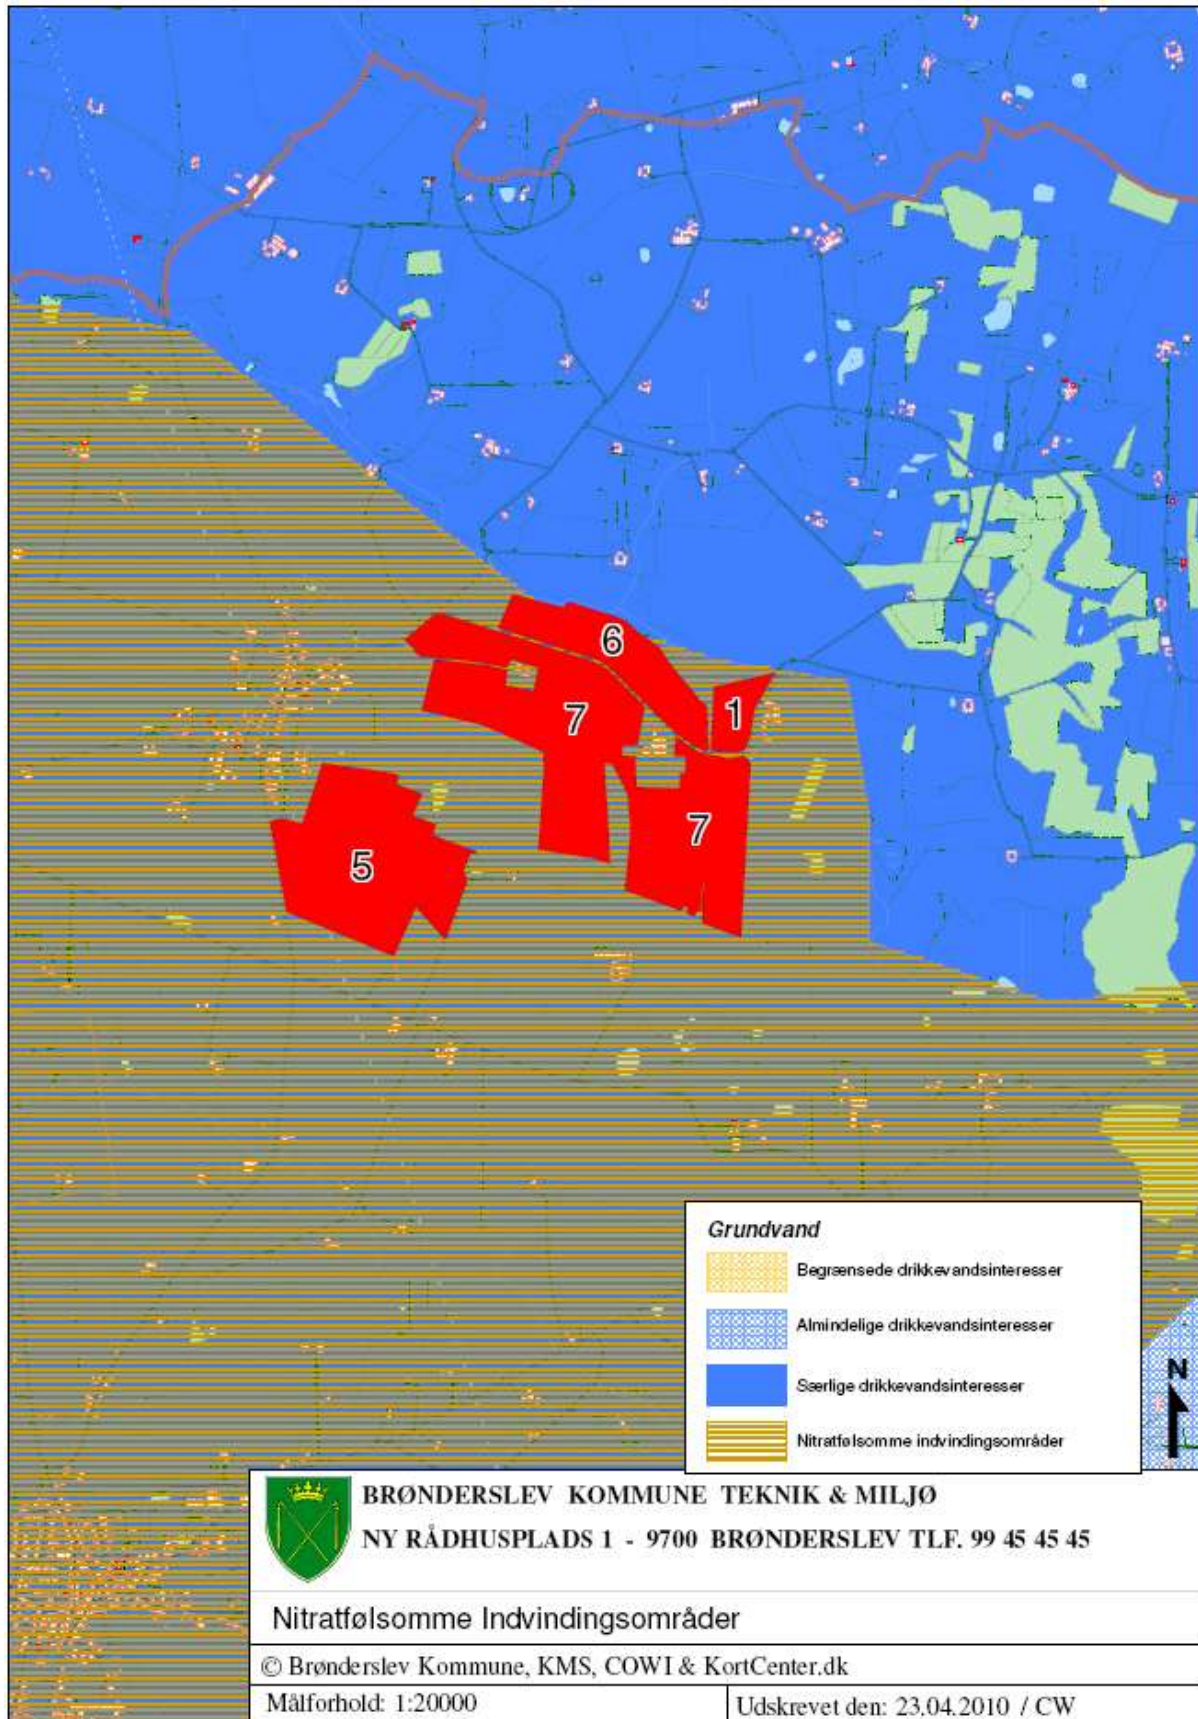 6
1
7
7
5
Grundvand
Begrænsede drikkevandsinteresser
Almindelige drikkevandsinteresser
Særlige drikkevandsinteresser
Nitratfølsomme indvindingsområder
N
BRØNDERSLEV KOMMUNE TEKNIK & MILJØ
NY RÅDHUSPLADS 1 - 9700 BRØNDERSLEV TLF. 99 45 45 45
Nitratfølsomme Indvindingsområder
© Brønderslev Kommune, KMS, COWI & KortCenter.dk
Målforhold: 1:20000
Udskrevet den: 23.04.2010 / CW